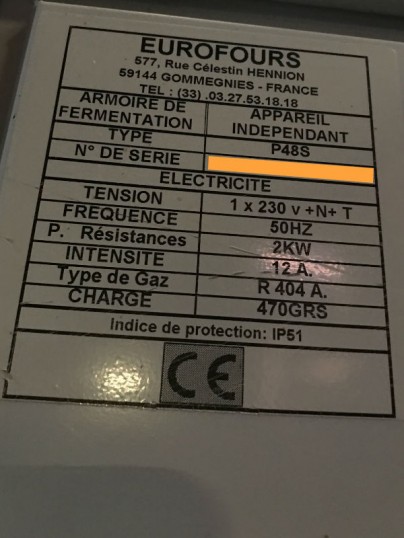 EUROFOURS
577, Rue Célestin HENNION
59144 GOMMEGNIES - FRANCE
TEL : (33) .03.27.53.18.18
ARMOIRE DE FERMENTATION APPAREIL INDEPENDANT
TYPE P48S
N° DE SERIE
ELECTRICITE
TENSION 1 x 230 v +N+ T
FREQUENCE 50HZ
P. Résistances 2KW
INTENSITE 12 A.
Type de Gaz R 404 A.
CHARGE 470GRS
Indice de protection: IP51
CE